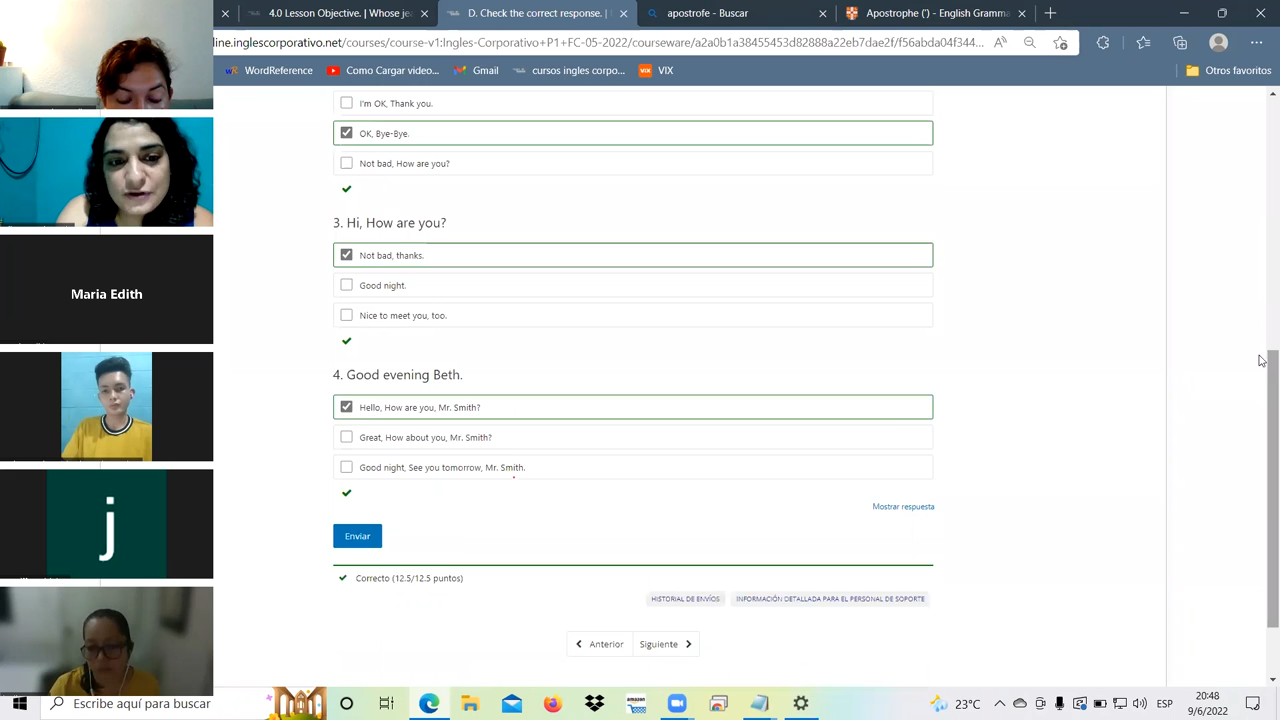 4.0 Lesson Objectives. | Net
D. Check the correct response. |
apostrofe - Buscar
Apostrophe (') - English Gramma
line.inglescorporativo.net/courses/course-v1:Ingles-Corporativo+P1+FC-05-2022/courseware/a2a0b1a38455453d82888a22eb7dae2f/f56abda04f344...
WordReference
Como Cargar video...
Gmail
cursos ingles corpo...
VIX
Otros favoritos
I'm OK, Thank you.
OK, Bye-Bye.
Not bad, How are you?
3. Hi, How are you?
Not bad, thanks.
Good night.
Nice to meet you, too.
4. Good evening Beth.
Hello, How are you, Mr. Smith?
Great, How about you, Mr. Smith?
Good night, See you tomorrow, Mr. Smith.
Mostrar respuesta
Enviar
Correcto (12.5/12.5 puntos)
HISTORIAL DE ENVÍOS
INFORMACIÓN DETALLADA PARA EL PERSONAL DE SOPORTE
Anterior
Siguiente
Maria Edith
j
Escribe aquí para buscar
amazon
23°C
ESP
20:48
9/6/2022